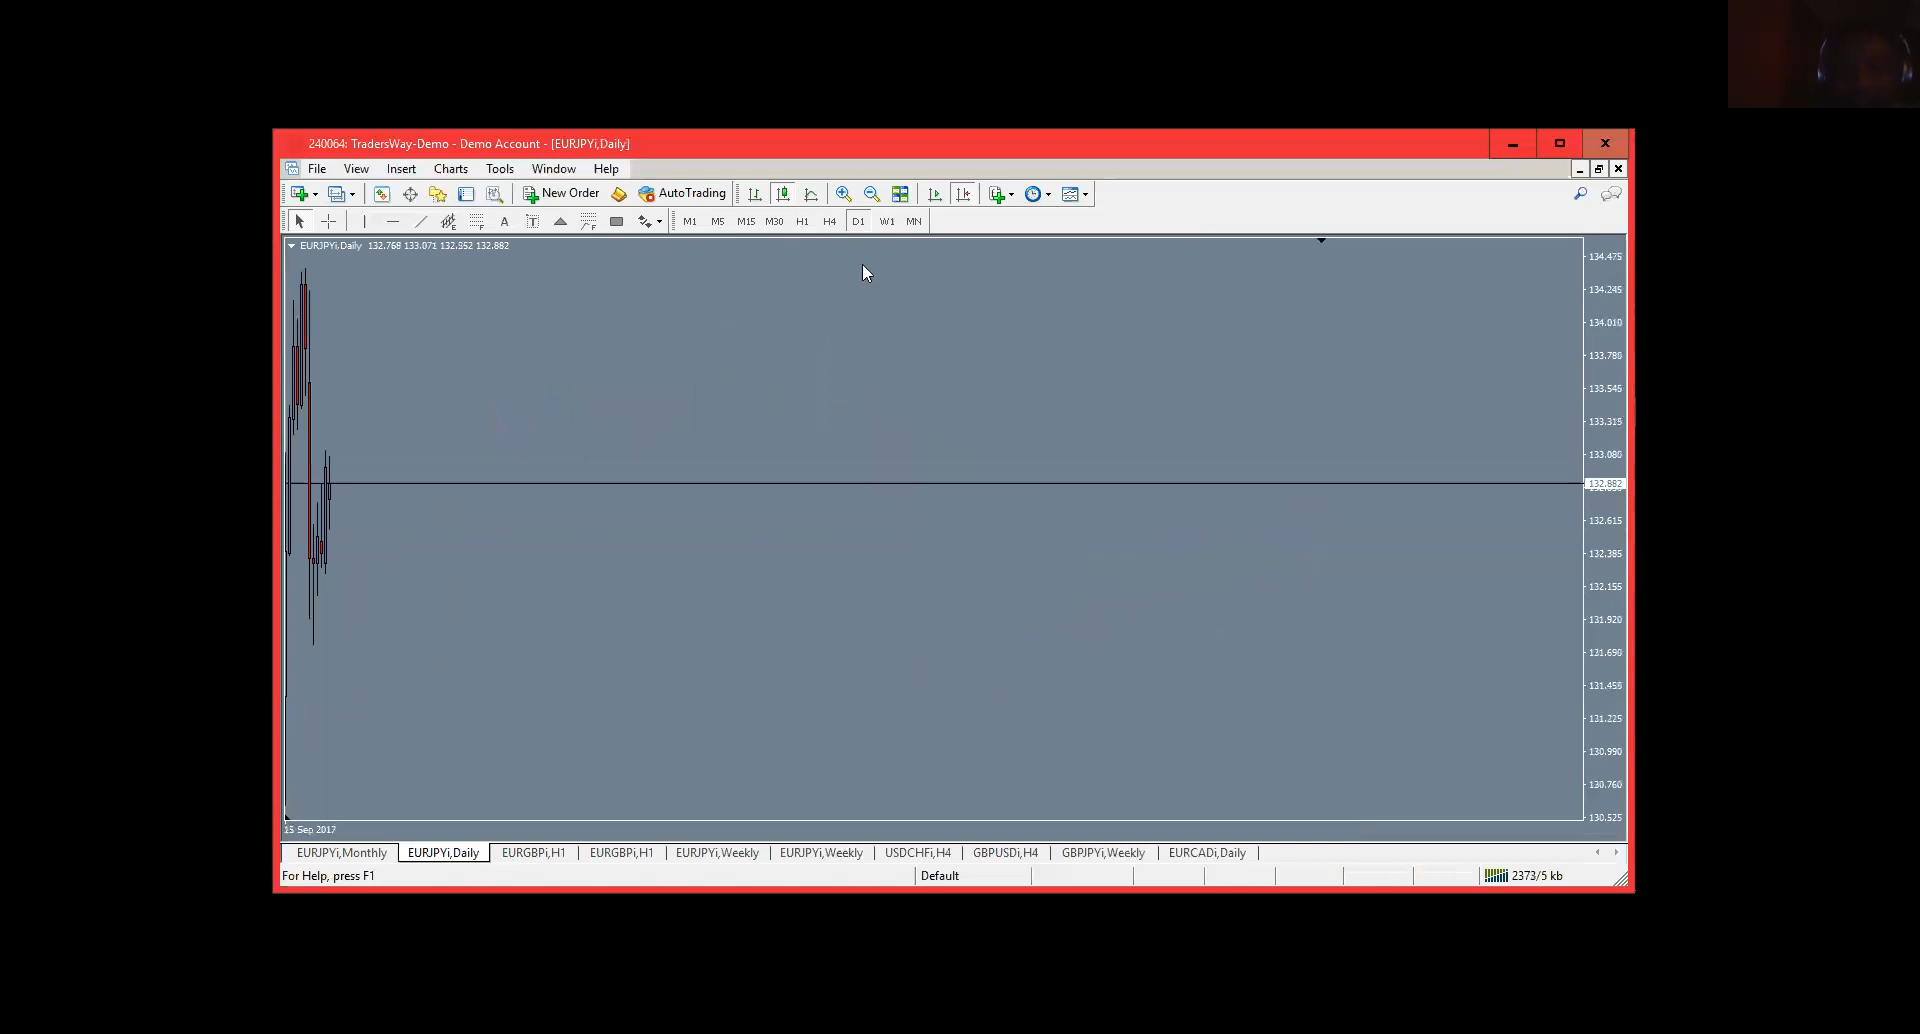 240064: TradersWay-Demo - Demo Account - [EURJPYi,Daily]
File View Insert Charts Tools Window Help
New Order AutoTrading
A T F F M1 M5 M15 M30 H1 H4 D1 W1 MN
EURJPYi,Daily 132.768 133.071 132.552 132.882
134.475
134.245
134.010
133.780
133.545
133.315
133.080
132.882
132.615
132.385
132.155
131.920
131.690
131.455
131.225
130.990
130.760
130.525
15 Sep 2017
EURJPYi,Monthly EURJPYi,Daily EURGBPi,H1 EURGBPi,H1 EURJPYi,Weekly EURJPYi,Weekly USDCHFi,H4 GBPUSDi,H4 GBPJPYi,Weekly EURCADi,Daily
For Help, press F1 Default 2373/5 kb